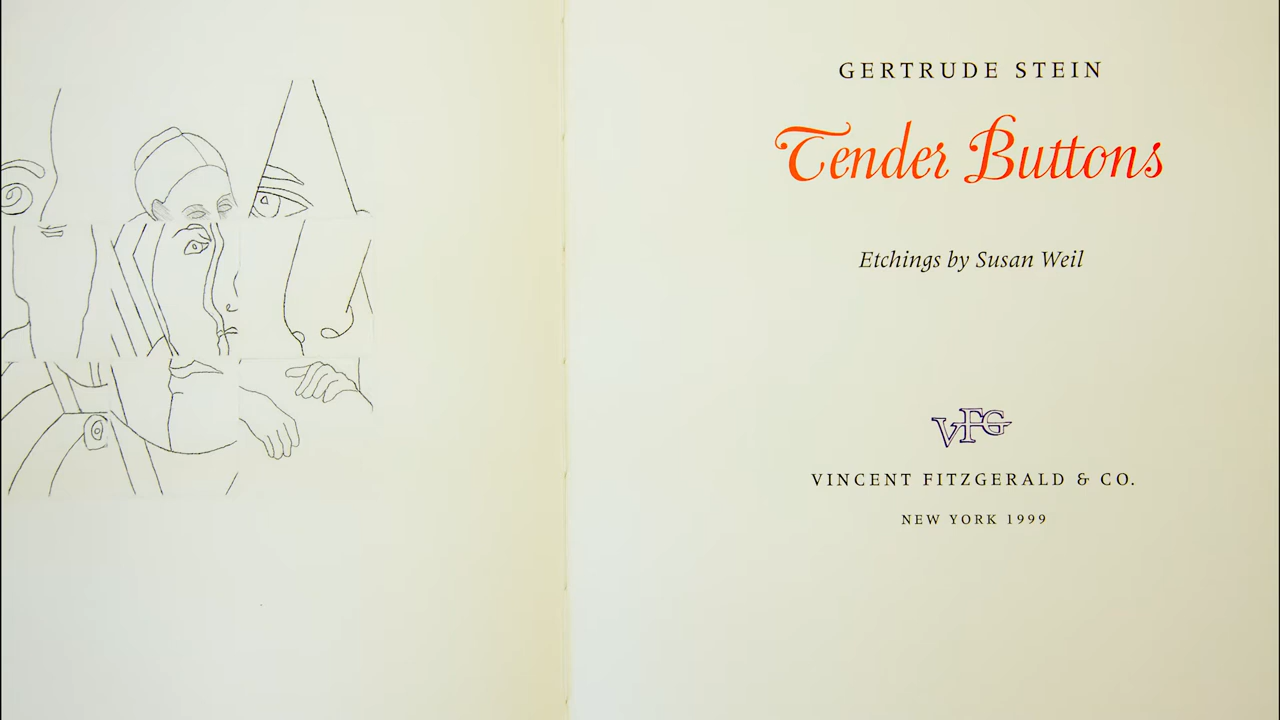 GERTRUDE STEIN
Tender Buttons
Etchings by Susan Weil
VFG
VINCENT FITZGERALD & CO.
NEW YORK 1999